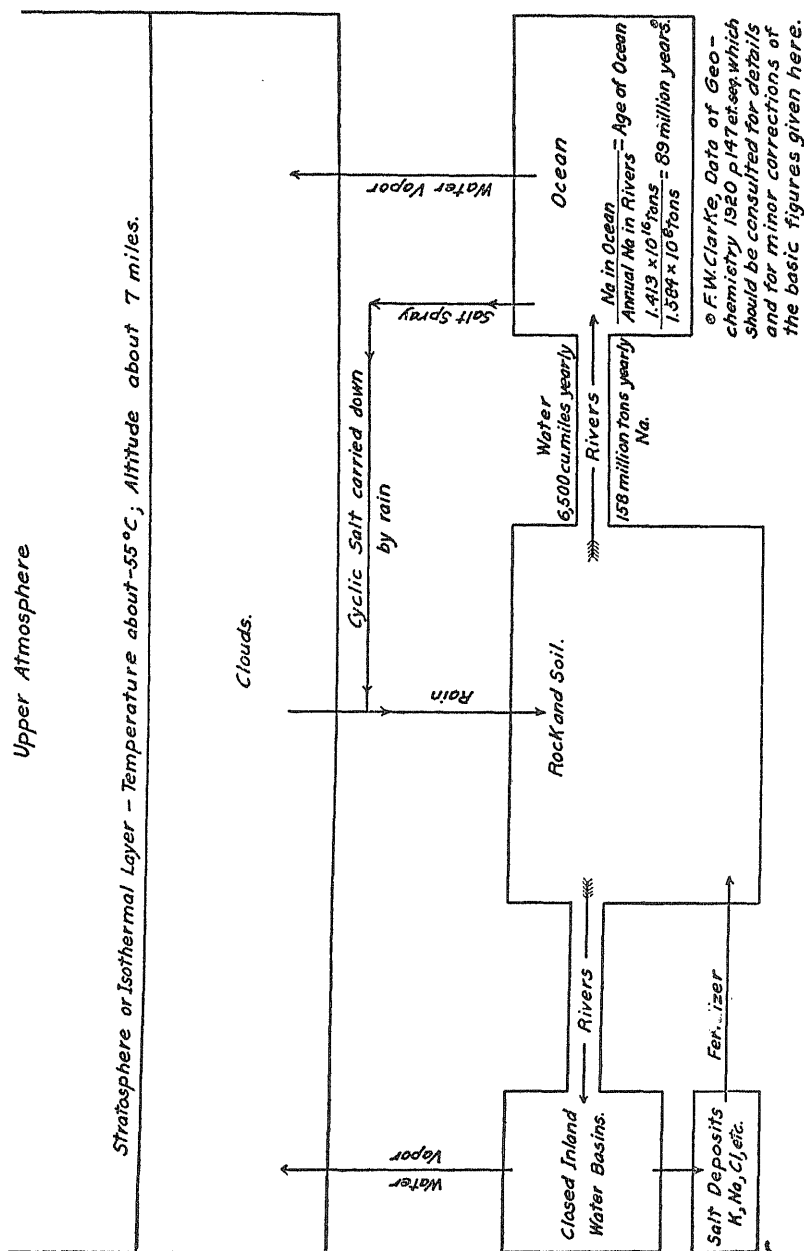 Upper Atmosphere
Stratosphere or Isothermal Layer - Temperature about -55°C; Altitude about 7 miles.
Clouds.
Cyclic Salt carried down
by rain
Water
Vapor
Rain
Salt Spray
Water Vapor
Closed Inland
Water Basins.
Rivers
Rock and Soil.
Water
6,500 cu.miles yearly
Rivers
158 million tons yearly
Na.
Ocean
Na in Ocean
Annual Na in Rivers
= Age of Ocean
1.413 × 10¹⁶ tons
1.584 × 10⁸ tons
= 89 million years.⊙
Salt Deposits
K, Na, Cl, etc.
⊙ F.W. Clarke, Data of Geo-
chemistry 1920 p 147 et.seq. which
should be consulted for details
and for minor corrections of
the basic figures given here.